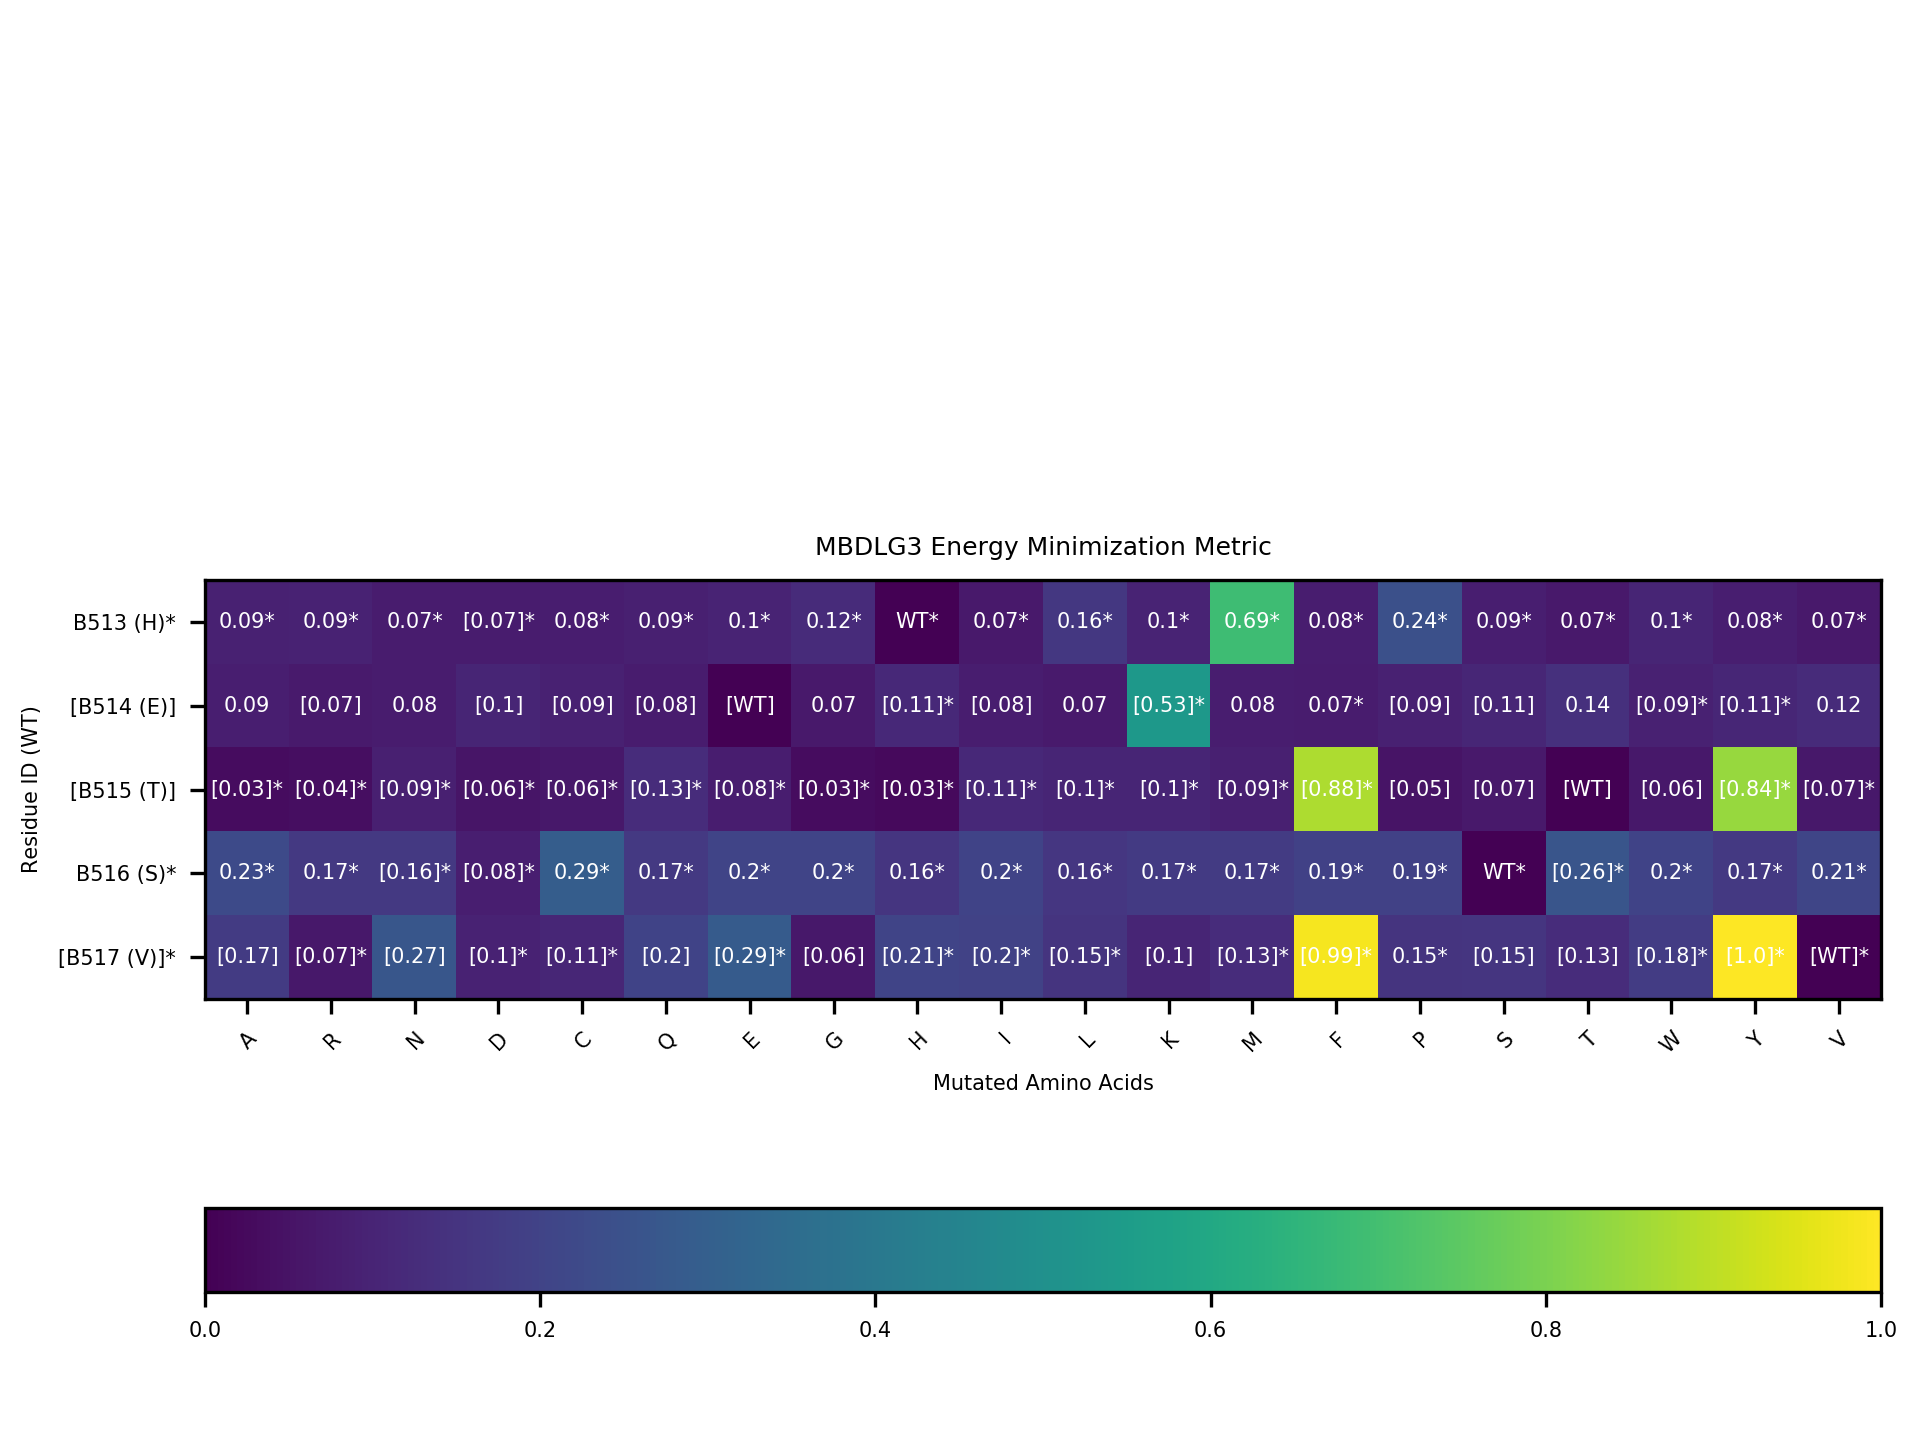 MBDLG3 Energy Minimization Metric
Residue ID (WT)
B513 (H)* 0.09* 0.09* 0.07* [0.07]* 0.08* 0.09* 0.1* 0.12* WT* 0.07* 0.16* 0.1* 0.69* 0.08* 0.24* 0.09* 0.07* 0.1* 0.08* 0.07*
[B514 (E)] 0.09 [0.07] 0.08 [0.1] [0.09] [0.08] [WT] 0.07 [0.11]* [0.08] 0.07 [0.53]* 0.08 0.07* [0.09] [0.11] 0.14 [0.09]* [0.11]* 0.12
[B515 (T)] [0.03]* [0.04]* [0.09]* [0.06]* [0.06]* [0.13]* [0.08]* [0.03]* [0.03]* [0.11]* [0.1]* [0.1]* [0.09]* [0.88]* [0.05] [0.07] [WT] [0.06] [0.84]* [0.07]*
B516 (S)* 0.23* 0.17* [0.16]* [0.08]* 0.29* 0.17* 0.2* 0.2* 0.16* 0.2* 0.16* 0.17* 0.17* 0.19* 0.19* WT* [0.26]* 0.2* 0.17* 0.21*
[B517 (V)]* [0.17] [0.07]* [0.27] [0.1]* [0.11]* [0.2] [0.29]* [0.06] [0.21]* [0.2]* [0.15]* [0.1] [0.13]* [0.99]* 0.15* [0.15] [0.13] [0.18]* [1.0]* [WT]*
A R N D C Q E G H I L K M F P S T W Y V
Mutated Amino Acids
0.0 0.2 0.4 0.6 0.8 1.0